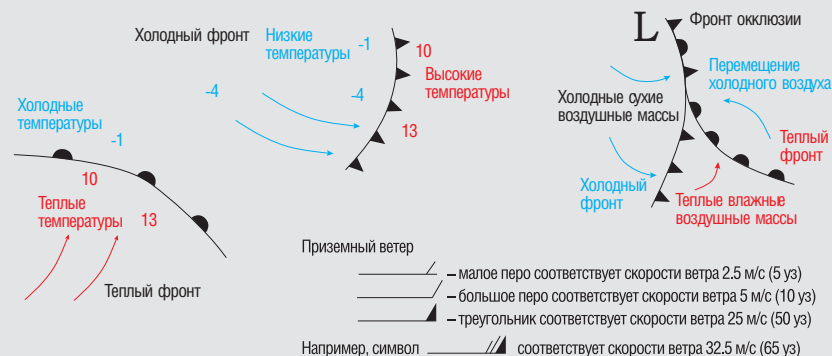 Холодный фронт
Низкие
температуры
-1
10
Высокие
температуры
-4
-4
13
Холодные
температуры
-1
10
Теплые
температуры
13
Теплый фронт
L
Фронт окклюзии
Перемещение
холодного воздуха
Холодные сухие
воздушные массы
Теплый
фронт
Холодный
фронт
Теплые влажные
воздушные массы
Приземный ветер
– малое перо соответствует скорости ветра 2.5 м/с (5 уз)
– большое перо соответствует скорости ветра 5 м/с (10 уз)
– треугольник соответствует скорости ветра 25 м/с (50 уз)
Например, символ соответствует скорости ветра 32.5 м/с (65 уз)